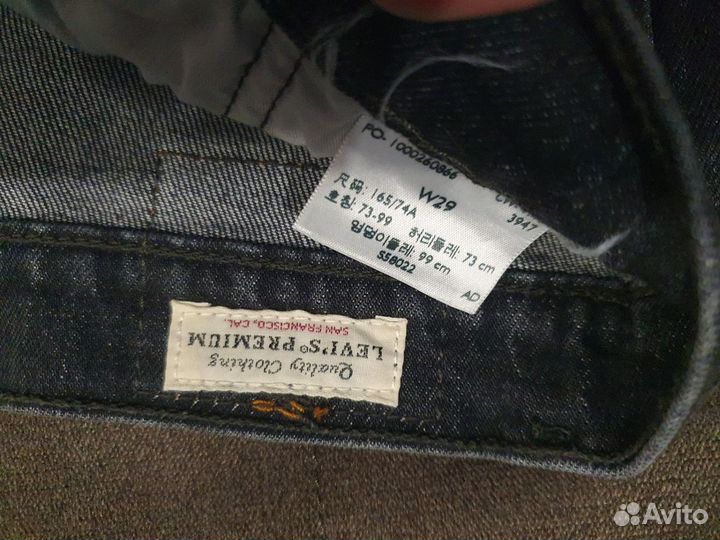 PO- 1000260866
W29
3947
尺码: 165/74A
호칭: 73-99 허리둘레: 73 cm
엉덩이둘레: 99 cm
S58022
AD
Quality Clothing
LEVI'S® PREMIUM
SAN FRANCISCO, CAL.
Avito